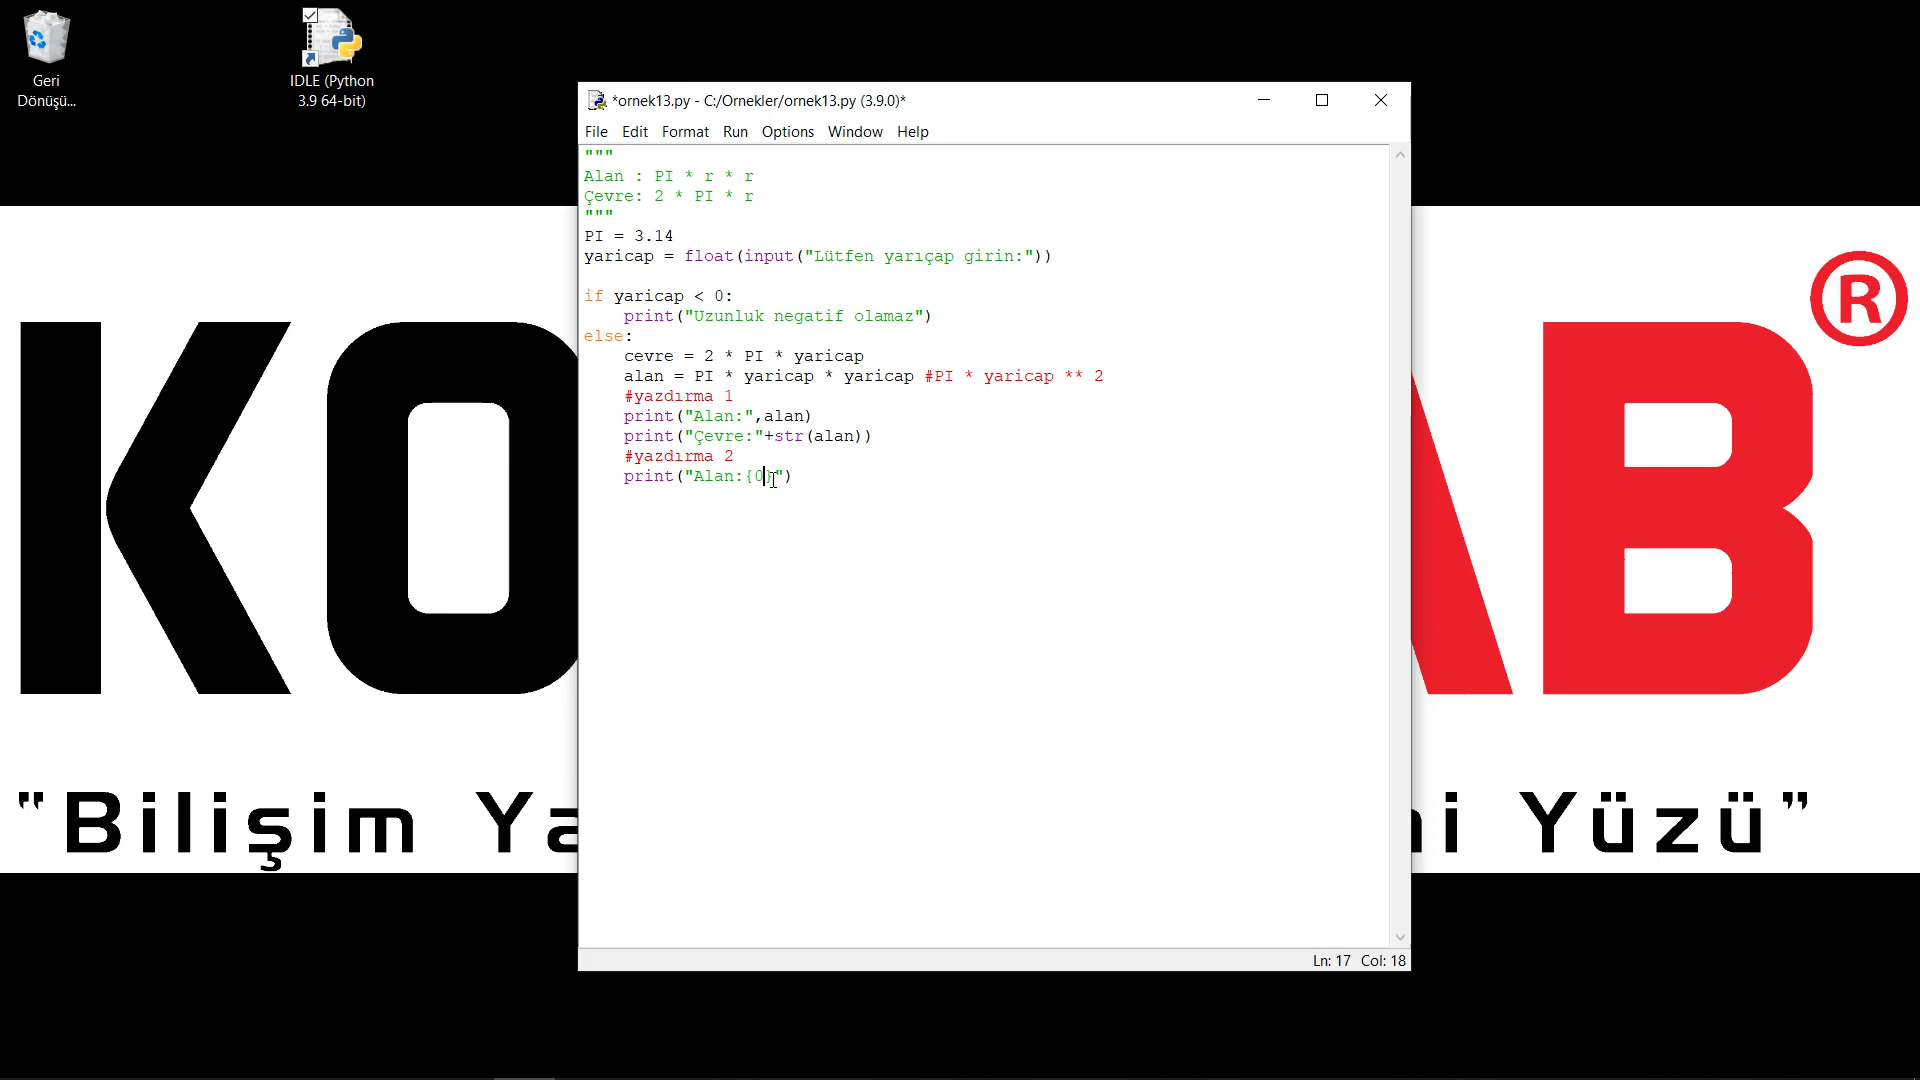 Geri
Dönüşü...
IDLE (Python
3.9 64-bit)
*ornek13.py - C:/Ornekler/ornek13.py (3.9.0)*
File Edit Format Run Options Window Help
"""
Alan : PI * r * r
Çevre: 2 * PI * r
"""
PI = 3.14
yaricap = float(input("Lütfen yarıçap girin:"))
if yaricap < 0:
    print("Uzunluk negatif olamaz")
else:
    cevre = 2 * PI * yaricap
    alan = PI * yaricap * yaricap #PI * yaricap ** 2
    #yazdırma 1
    print("Alan:",alan)
    print("Çevre:"+str(alan))
    #yazdırma 2
    print("Alan:{0}")
Ln: 17 Col: 18
KO B ®
"Bilişim Ya ni Yüzü"